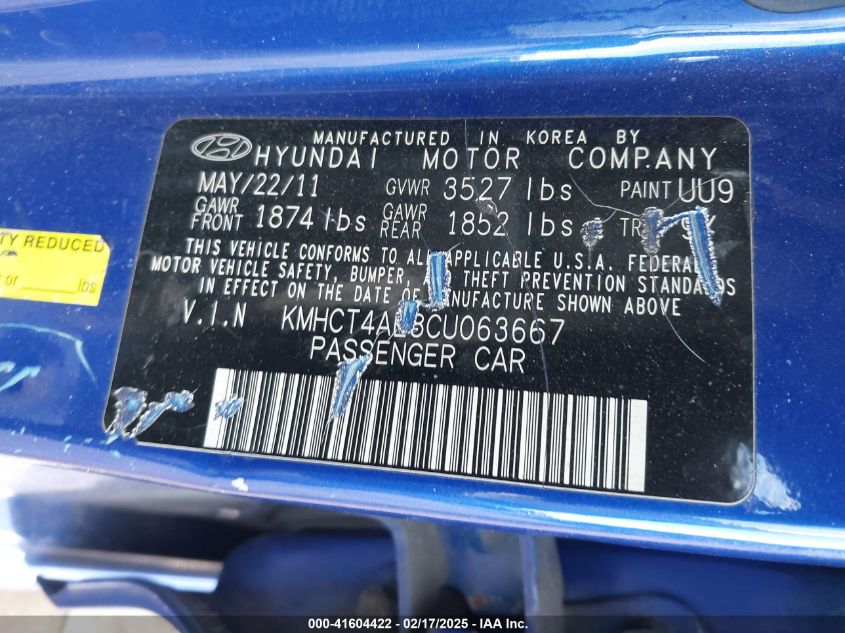 MANUFACTURED IN KOREA BY
HYUNDAI MOTOR COMPANY
MAY/22/11 GVWR 3527 lbs PAINT UU9
GAWR FRONT 1874 lbs GAWR REAR 1852 lbs
THIS VEHICLE CONFORMS TO ALL APPLICABLE U.S.A. FEDERAL
MOTOR VEHICLE SAFETY, BUMPER, THEFT PREVENTION STANDARDS
IN EFFECT ON THE DATE OF MANUFACTURE SHOWN ABOVE
V.I.N KMHCT4AE8CU063667
PASSENGER CAR
TY REDUCED
or ____ lbs
000-41604422 - 02/17/2025 - IAA Inc.